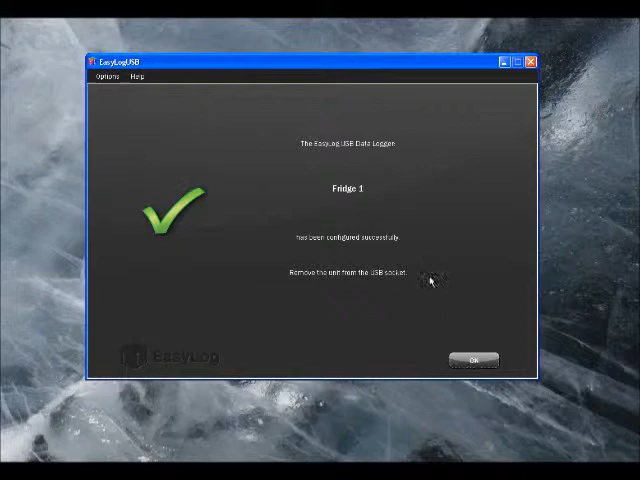 EasyLogUSB
Options Help
The EasyLog USB Data Logger
Fridge 1
has been configured successfully.
Remove the unit from the USB socket.
EasyLog
OK